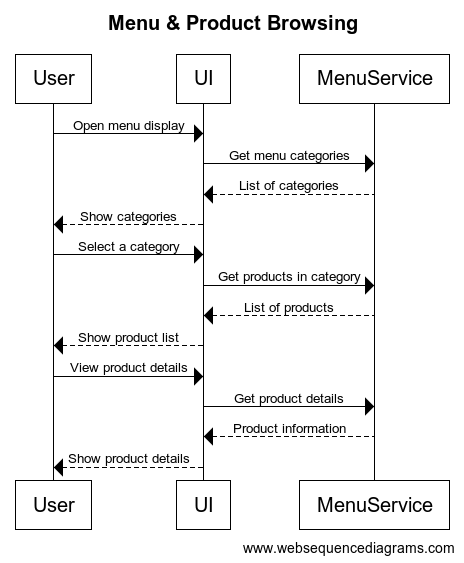 Menu & Product Browsing
User
UI
MenuService
Open menu display
Get menu categories
List of categories
Show categories
Select a category
Get products in category
List of products
Show product list
View product details
Get product details
Product information
Show product details
User
UI
MenuService
www.websequencediagrams.com